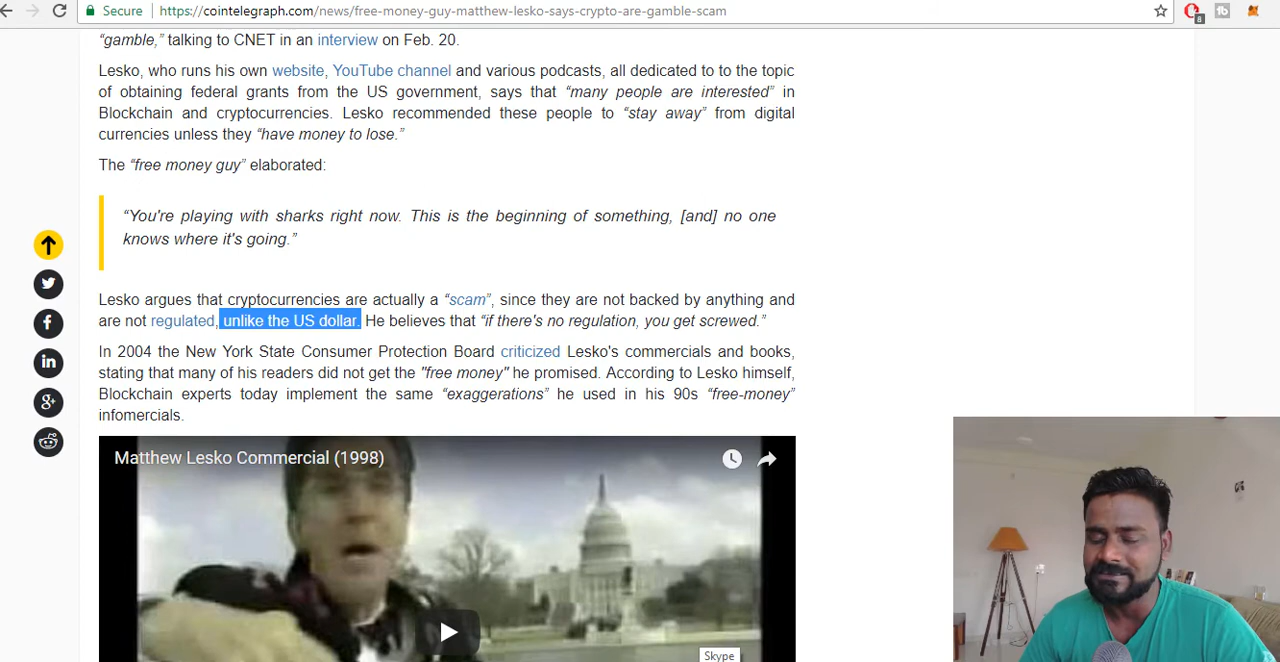 Secure
https://cointelegraph.com/news/free-money-guy-matthew-lesko-says-crypto-are-gamble-scam
8
“gamble,” talking to CNET in an interview on Feb. 20.
Lesko, who runs his own website, YouTube channel and various podcasts, all dedicated to to the topic
of obtaining federal grants from the US government, says that “many people are interested” in
Blockchain and cryptocurrencies. Lesko recommended these people to “stay away” from digital
currencies unless they “have money to lose.”
The “free money guy” elaborated:
“You're playing with sharks right now. This is the beginning of something, [and] no one
knows where it's going.”
Lesko argues that cryptocurrencies are actually a “scam”, since they are not backed by anything and
are not regulated, unlike the US dollar. He believes that “if there's no regulation, you get screwed.”
In 2004 the New York State Consumer Protection Board criticized Lesko's commercials and books,
stating that many of his readers did not get the "free money" he promised. According to Lesko himself,
Blockchain experts today implement the same “exaggerations” he used in his 90s “free-money”
infomercials.
Matthew Lesko Commercial (1998)
Skype